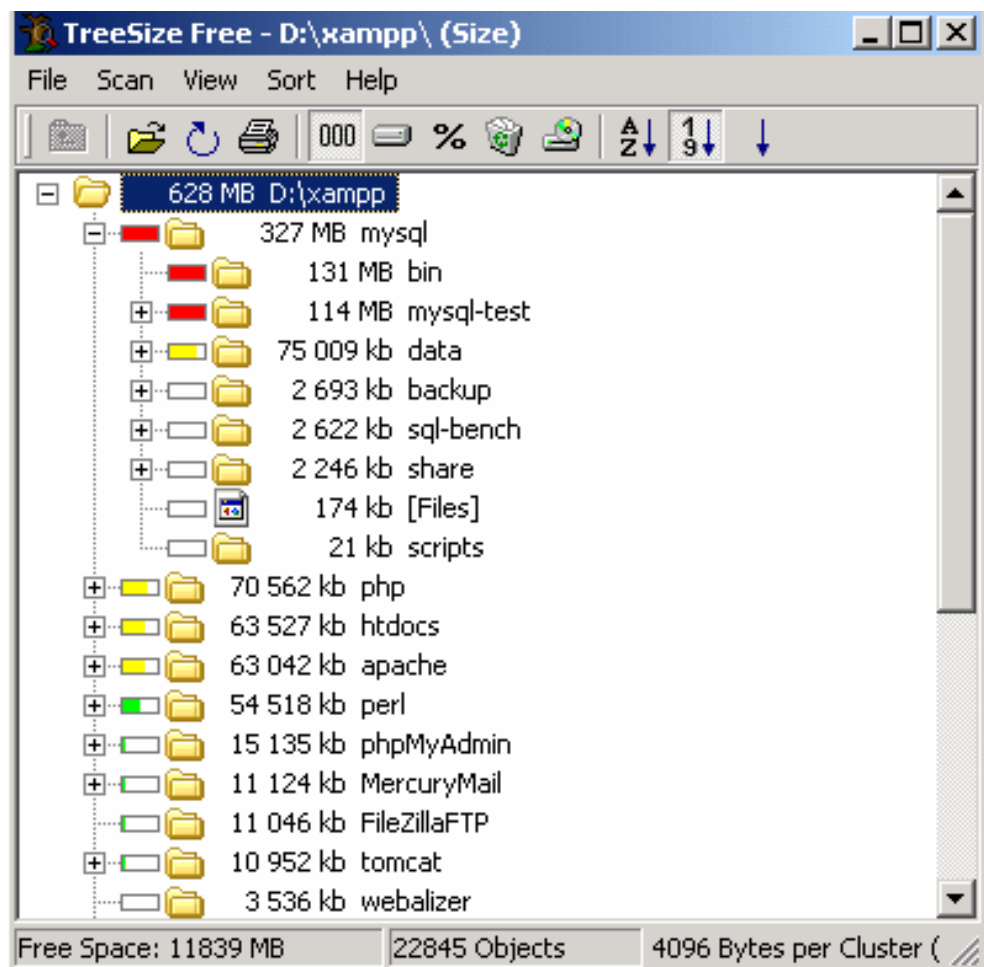 TreeSize Free - D:\xampp\ (Size)
File Scan View Sort Help
000 % A Z 1 9
628 MB D:\xampp
327 MB mysql
131 MB bin
114 MB mysql-test
75 009 kb data
2 693 kb backup
2 622 kb sql-bench
2 246 kb share
174 kb [Files]
21 kb scripts
70 562 kb php
63 527 kb htdocs
63 042 kb apache
54 518 kb perl
15 135 kb phpMyAdmin
11 124 kb MercuryMail
11 046 kb FileZillaFTP
10 952 kb tomcat
3 536 kb webalizer
Free Space: 11839 MB 22845 Objects 4096 Bytes per Cluster (